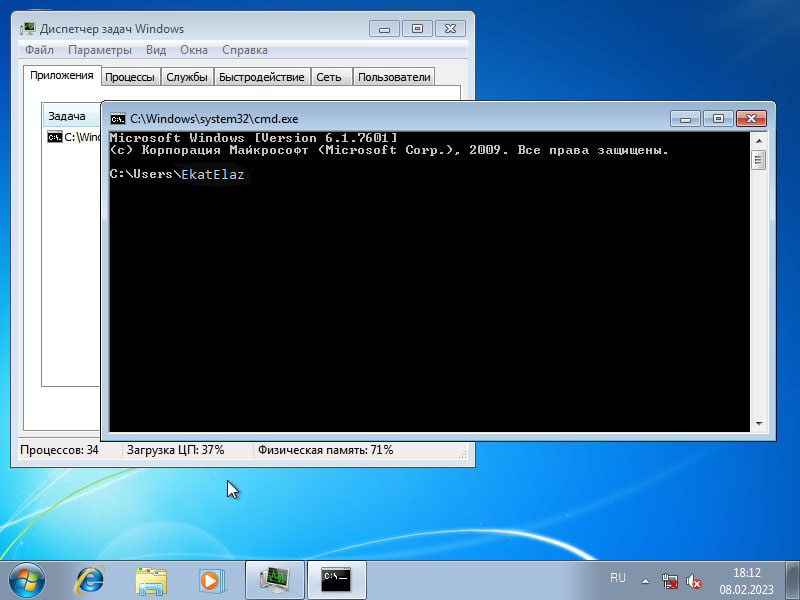 Диспетчер задач Windows
Файл Параметры Вид Окна Справка
Приложения Процессы Службы Быстродействие Сеть Пользователи
Задача
C:\Wind
C:\Windows\system32\cmd.exe
Microsoft Windows [Version 6.1.7601]
(c) Корпорация Майкрософт (Microsoft Corp.), 2009. Все права защищены.
C:\Users\EkatElaz
Процессов: 34 Загрузка ЦП: 37% Физическая память: 71%
C:\_
RU
18:12
08.02.2023